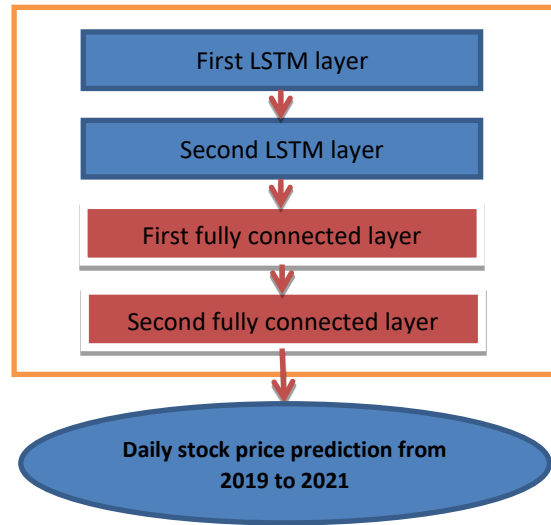 First LSTM layer
Second LSTM layer
First fully connected layer
Second fully connected layer
Daily stock price prediction from
2019 to 2021